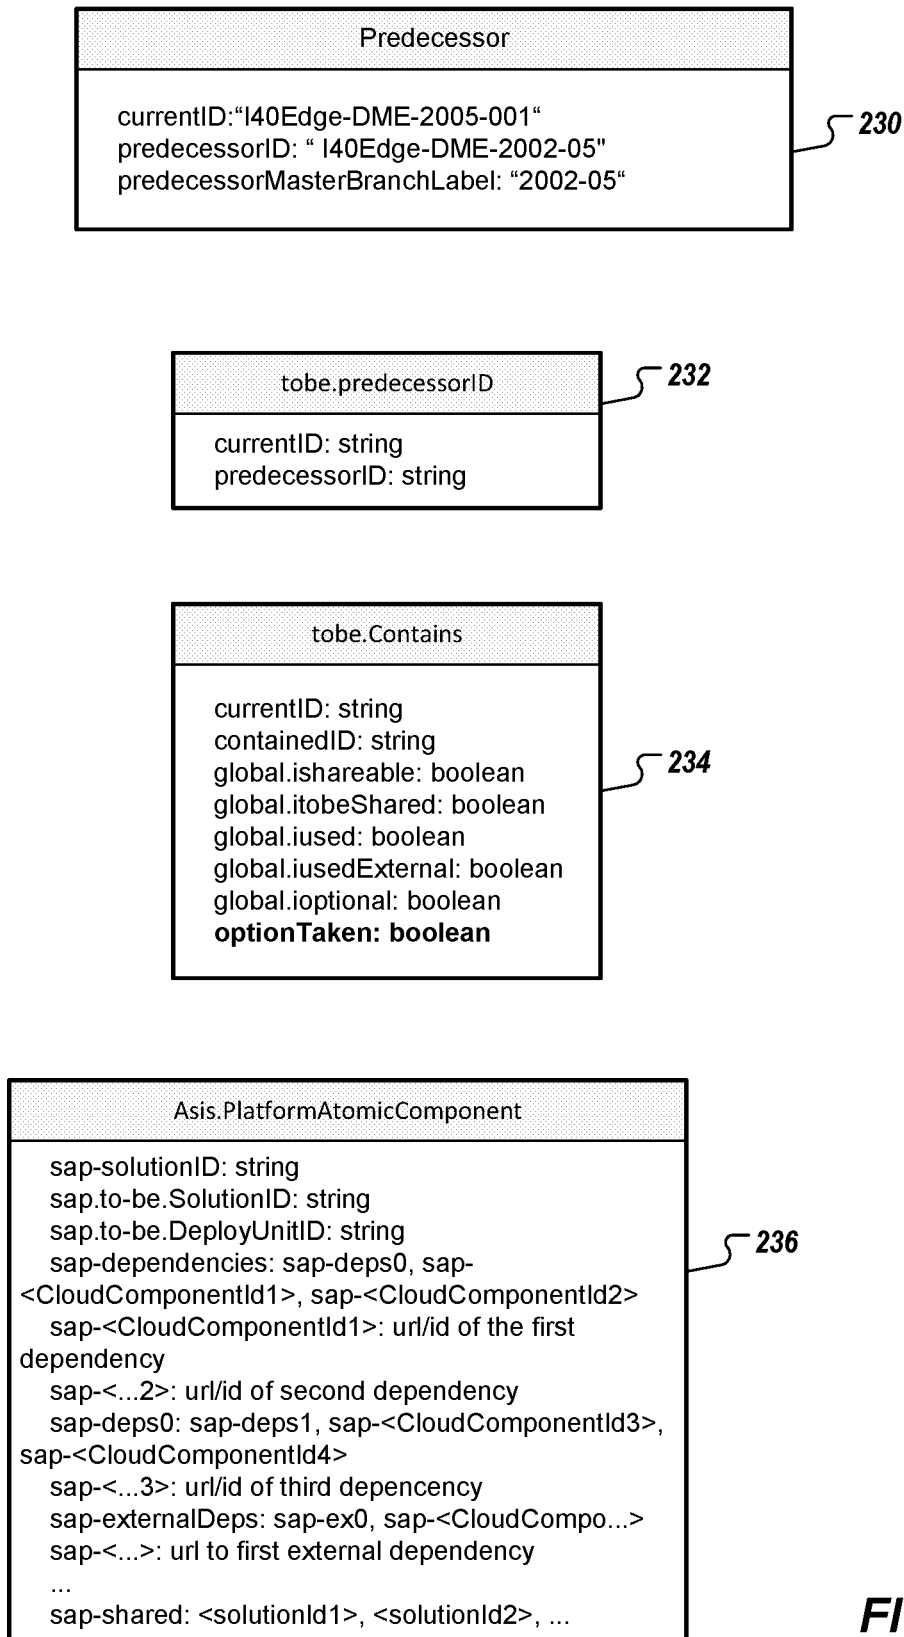 Predecessor
currentID:“I40Edge-DME-2005-001“
predecessorID: “ I40Edge-DME-2002-05"
predecessorMasterBranchLabel: “2002-05“
230
tobe.predecessorID
232
currentID: string
predecessorID: string
tobe.Contains
currentID: string
containedID: string
global.ishareable: boolean
234
global.itobeShared: boolean
global.iused: boolean
global.iusedExternal: boolean
global.ioptional: boolean
optionTaken: boolean
Asis.PlatformAtomicComponent
sap-solutionID: string
sap.to-be.SolutionID: string
sap.to-be.DeployUnitID: string
236
sap-dependencies: sap-deps0, sap-
<CloudComponentId1>, sap-<CloudComponentId2>
sap-<CloudComponentId1>: url/id of the first
dependency
sap-<...2>: url/id of second dependency
sap-deps0: sap-deps1, sap-<CloudComponentId3>,
sap-<CloudComponentId4>
sap-<...3>: url/id of third depencency
sap-externalDeps: sap-ex0, sap-<CloudCompo...>
sap-<...>: url to first external dependency
...
sap-shared: <solutionId1>, <solutionId2>, ...
FI